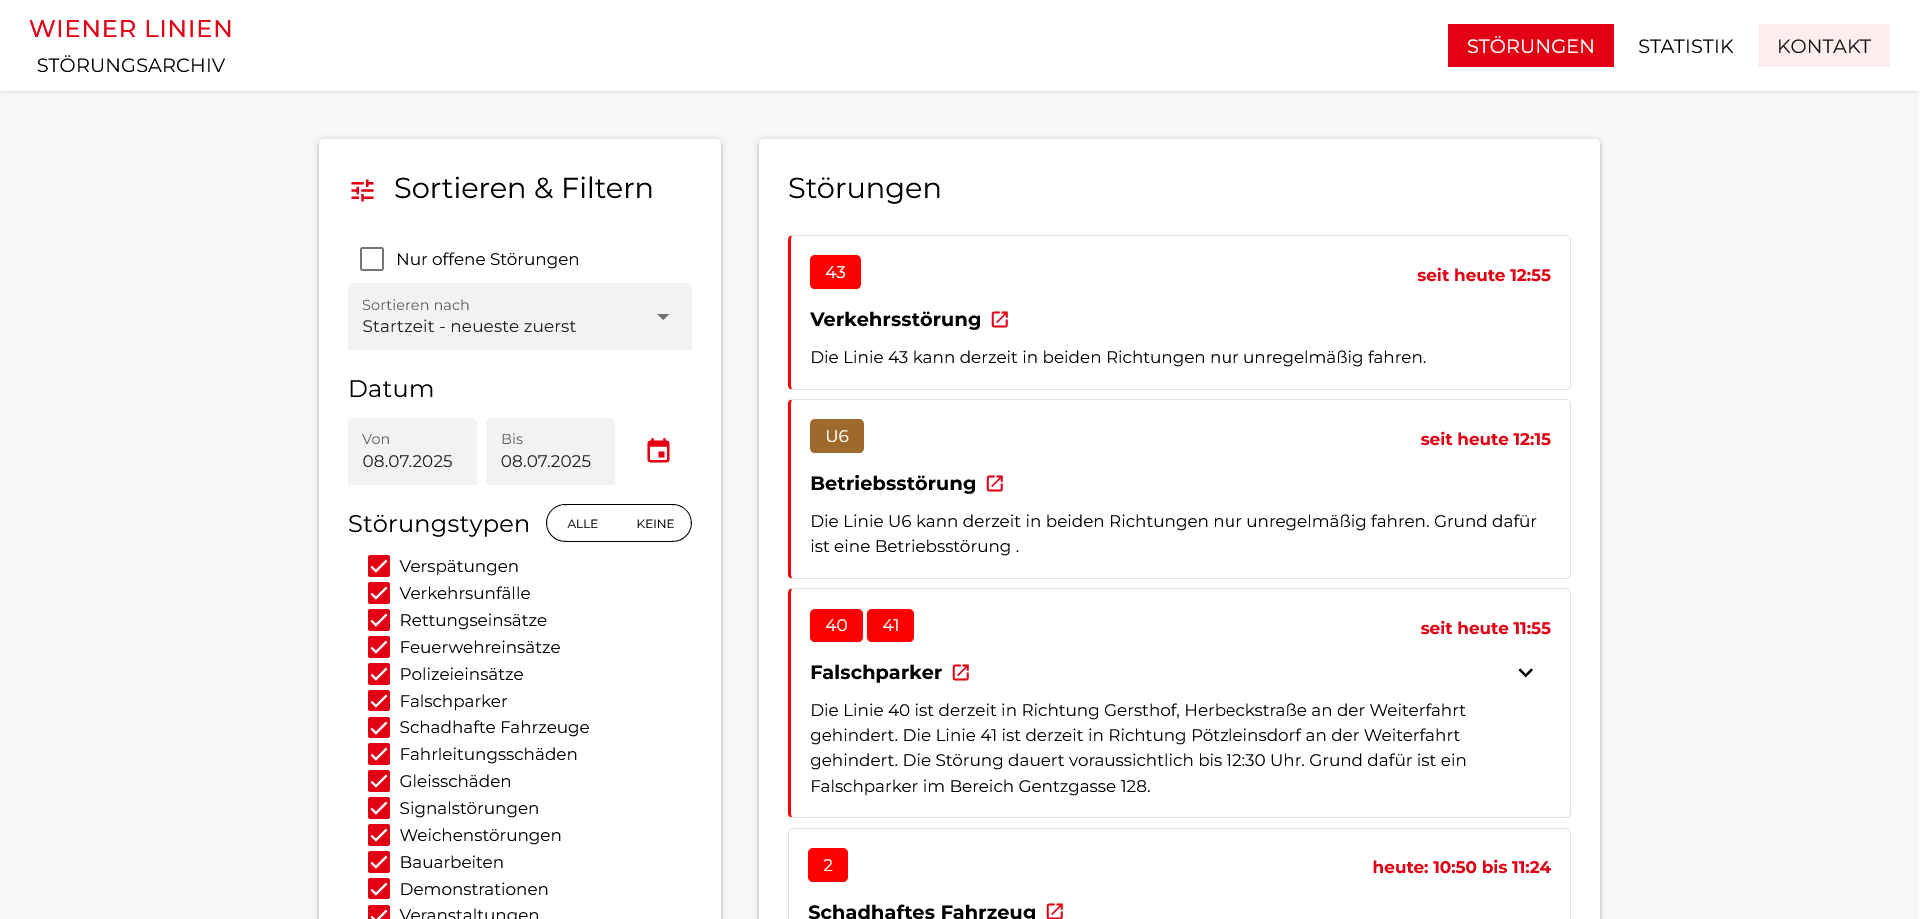 WIENER LINIEN
STÖRUNGSARCHIV
STÖRUNGEN
STATISTIK
KONTAKT
Sortieren & Filtern
Nur offene Störungen
Sortieren nach
Startzeit - neueste zuerst
Datum
Von
08.07.2025
Bis
08.07.2025
Störungstypen
ALLE
KEINE
Verspätungen
Verkehrsunfälle
Rettungseinsätze
Feuerwehreinsätze
Polizeieinsätze
Falschparker
Schadhafte Fahrzeuge
Fahrleitungsschäden
Gleisschäden
Signalstörungen
Weichenstörungen
Bauarbeiten
Demonstrationen
Veranstaltungen
Störungen
43
seit heute 12:55
Verkehrsstörung
Die Linie 43 kann derzeit in beiden Richtungen nur unregelmäßig fahren.
U6
seit heute 12:15
Betriebsstörung
Die Linie U6 kann derzeit in beiden Richtungen nur unregelmäßig fahren. Grund dafür
ist eine Betriebsstörung .
40 41
seit heute 11:55
Falschparker
Die Linie 40 ist derzeit in Richtung Gersthof, Herbeckstraße an der Weiterfahrt
gehindert. Die Linie 41 ist derzeit in Richtung Pötzleinsdorf an der Weiterfahrt
gehindert. Die Störung dauert voraussichtlich bis 12:30 Uhr. Grund dafür ist ein
Falschparker im Bereich Gentzgasse 128.
2
heute: 10:50 bis 11:24
Schadhaftes Fahrzeug